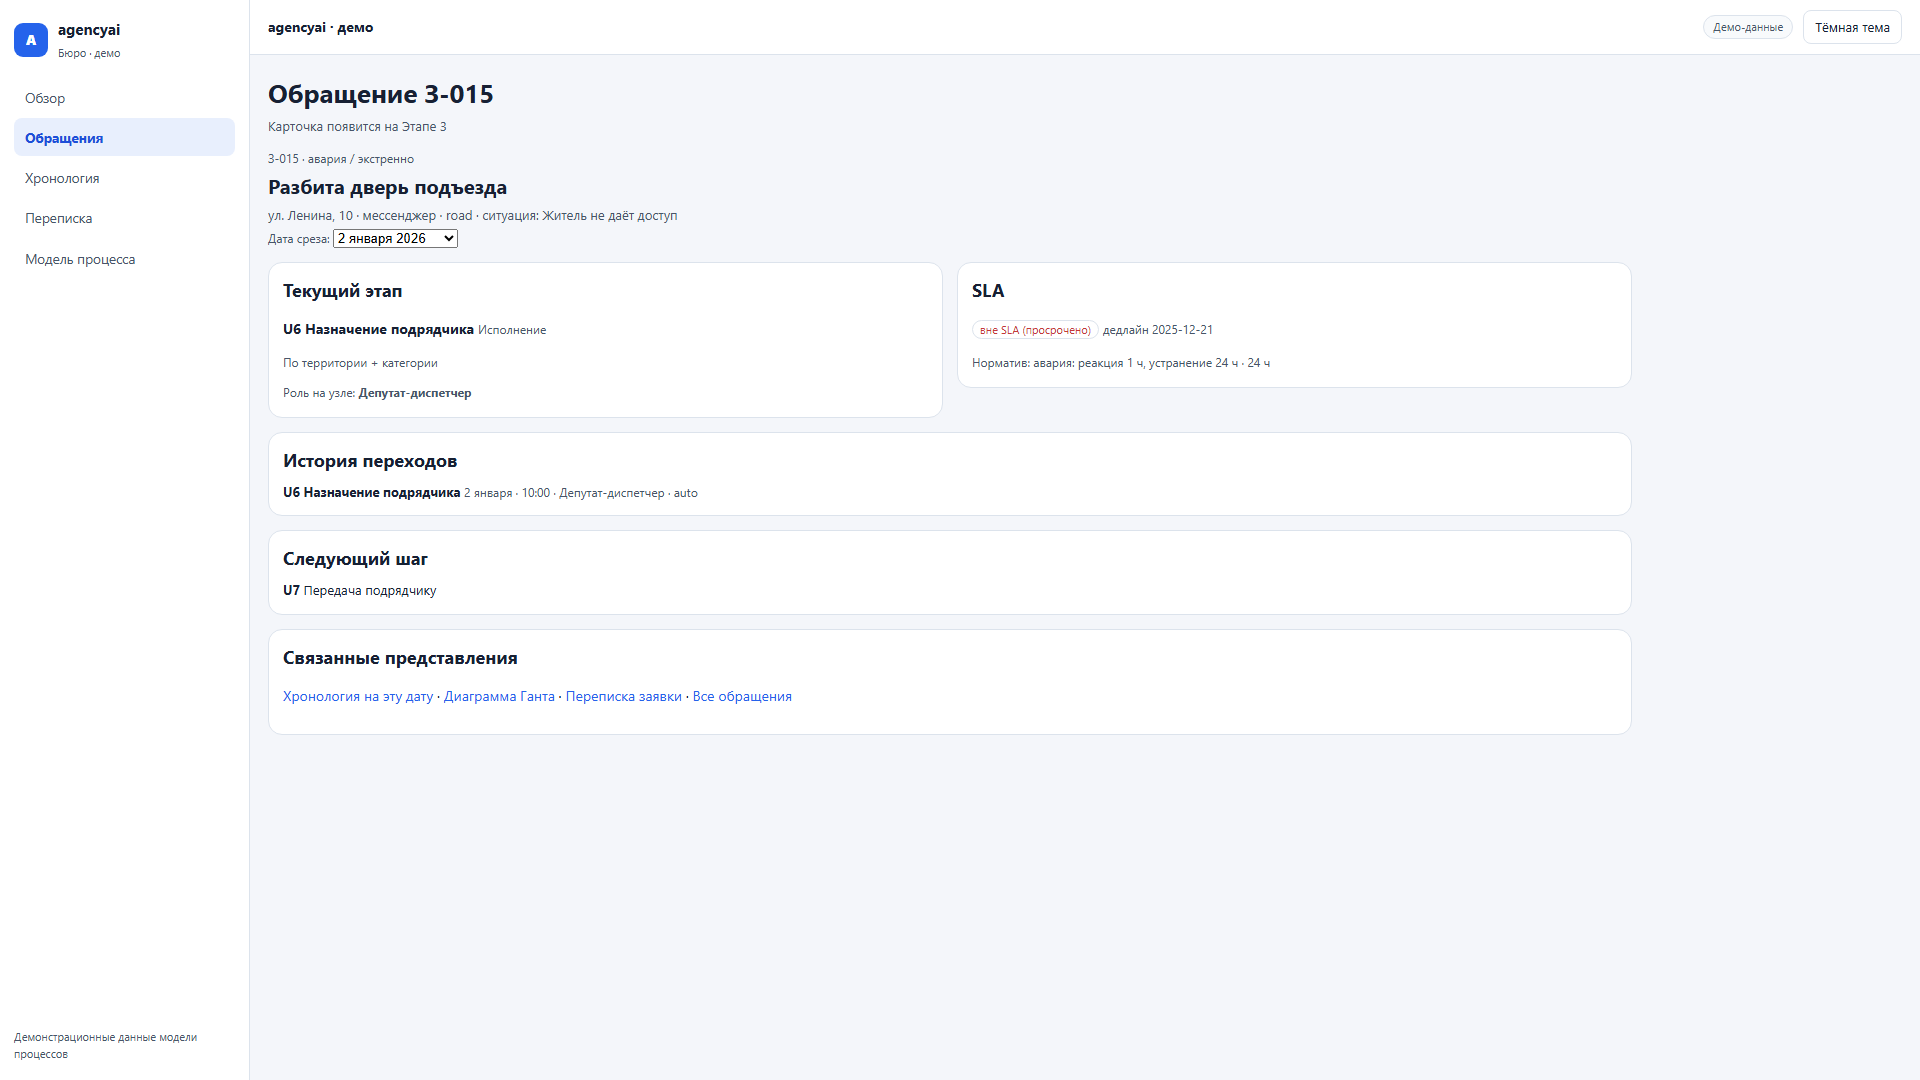 A
agencyai
Бюро · демо
Обзор
Обращения
Хронология
Переписка
Модель процесса
Демонстрационные данные модели
процессов
agencyai · демо
Демо-данные
Тёмная тема
Обращение 3-015
Карточка появится на Этапе 3
3-015 · авария / экстренно
Разбита дверь подъезда
ул. Ленина, 10 · мессенджер · road · ситуация: Житель не даёт доступ
Дата среза: 2 января 2026
Текущий этап
U6 Назначение подрядчика Исполнение
По территории + категории
Роль на узле: Депутат-диспетчер
SLA
вне SLA (просрочено) дедлайн 2025-12-21
Норматив: авария: реакция 1 ч, устранение 24 ч · 24 ч
История переходов
U6 Назначение подрядчика 2 января · 10:00 · Депутат-диспетчер · auto
Следующий шаг
U7 Передача подрядчику
Связанные представления
Хронология на эту дату · Диаграмма Ганта · Переписка заявки · Все обращения